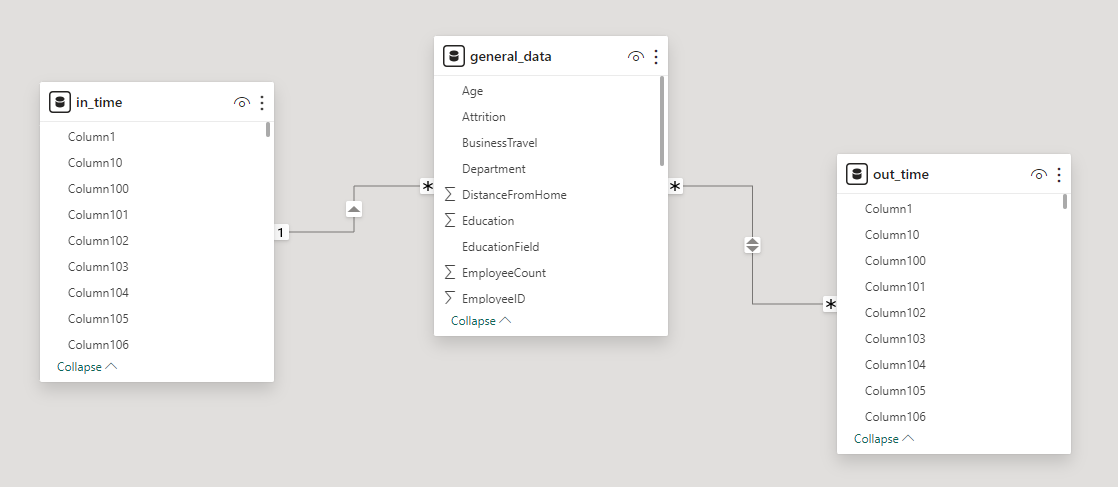 in_time
Column1
Column10
Column100
Column101
Column102
Column103
Column104
Column105
Column106
Collapse
1
*
general_data
Age
Attrition
BusinessTravel
Department
∑ DistanceFromHome
∑ Education
EducationField
∑ EmployeeCount
∑ EmployeeID
Collapse
*
*
out_time
Column1
Column10
Column100
Column101
Column102
Column103
Column104
Column105
Column106
Collapse